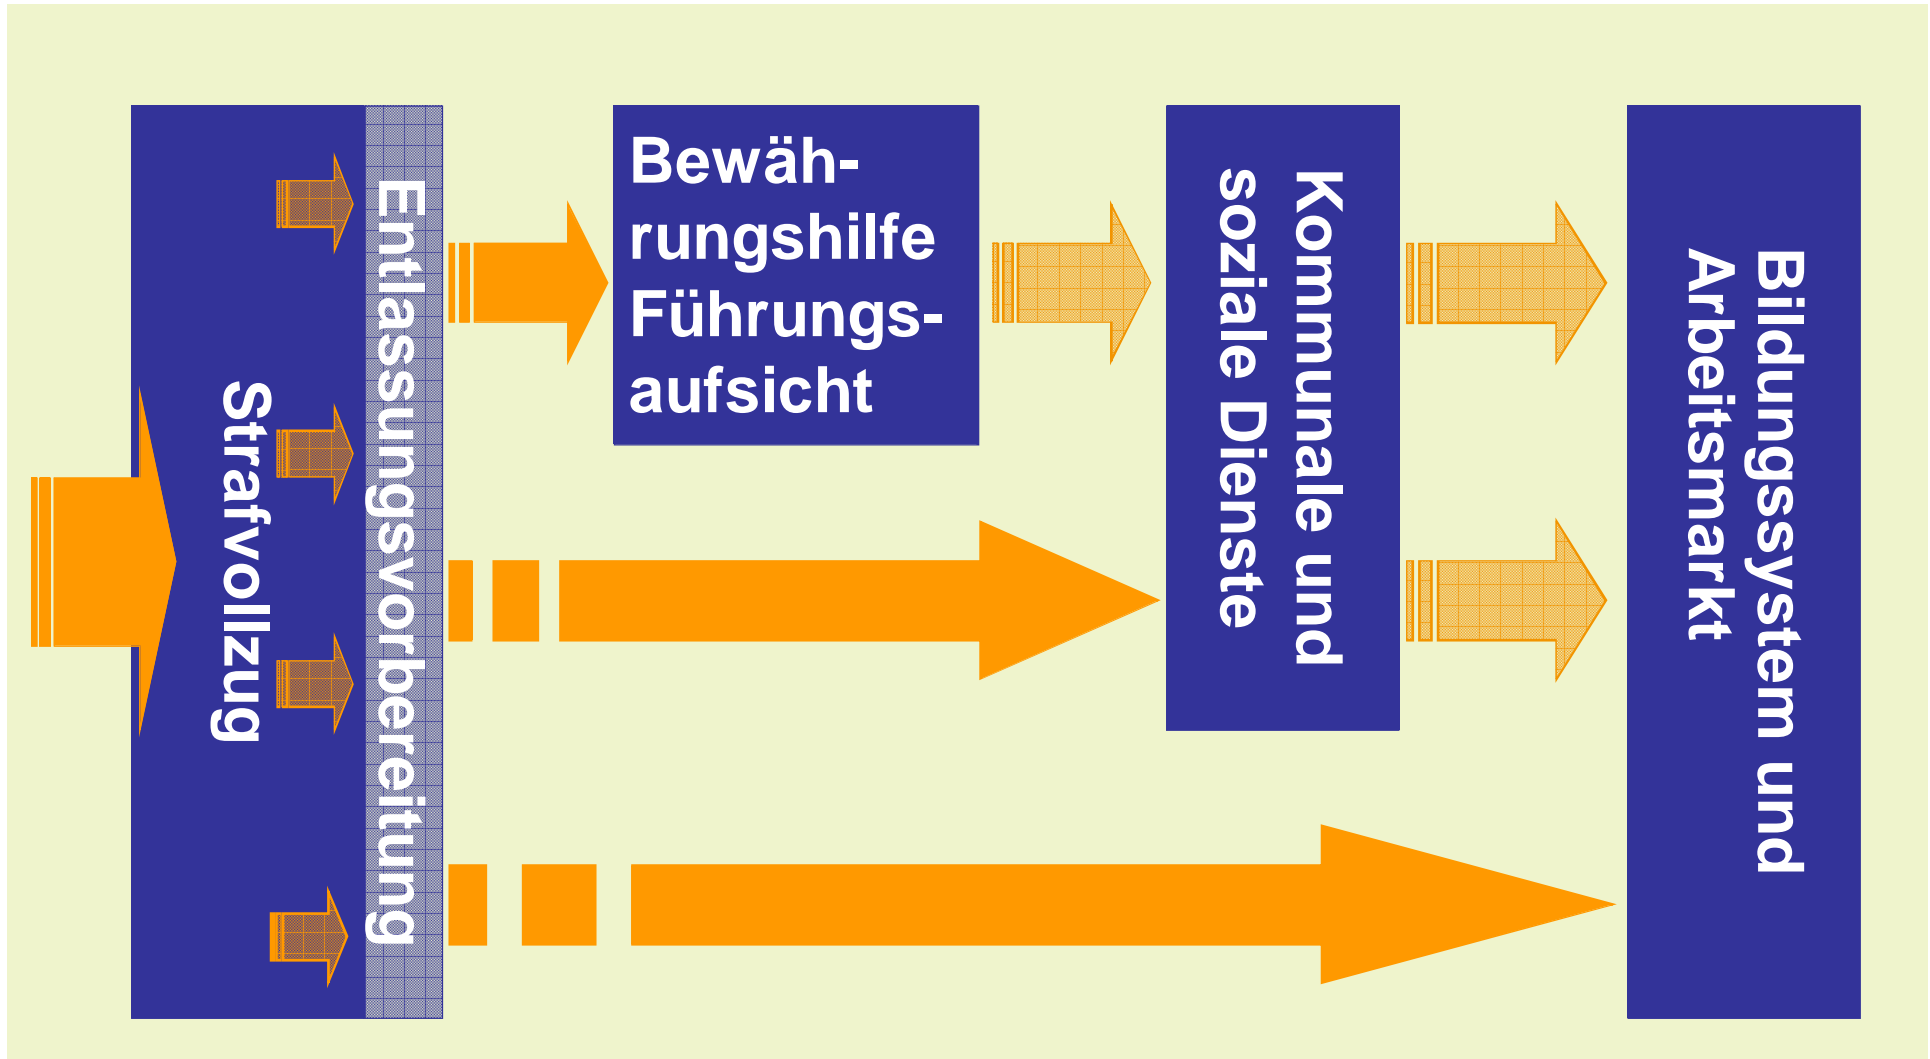 Strafvollzug
Entlassungsvorbereitung
Bewäh-
rungshilfe
Führungs-
aufsicht
Kommunale und
soziale Dienste
Bildungssystem und
Arbeitsmarkt